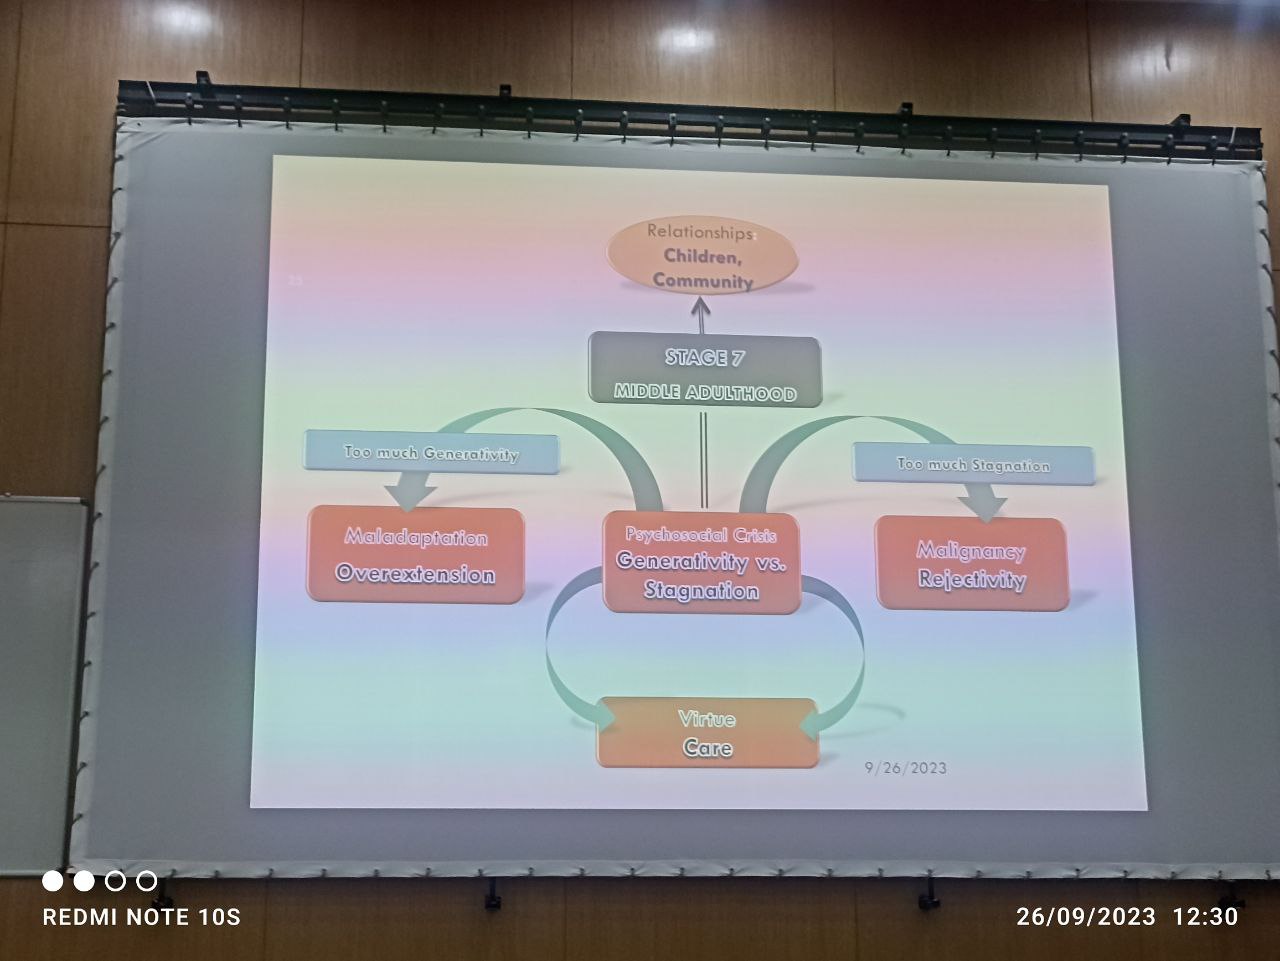 Relationships:
Children,
Community
25
STAGE 7
MIDDLE ADULTHOOD
Too much Generativity
Too much Stagnation
Maladaptation
Overextension
Psychosocial Crisis
Generativity vs.
Stagnation
Malignancy
Rejectivity
Virtue
Care
9/26/2023
REDMI NOTE 10S
26/09/2023 12:30